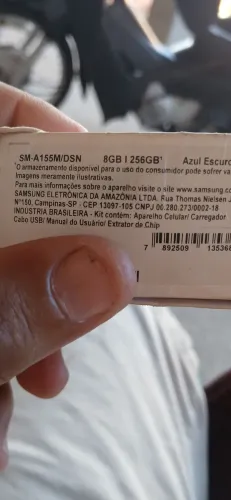 SM-A155M/DSN 8GB | 256GB¹ Azul Escuro
¹O armazenamento disponível para o uso do consumidor pode sofrer va
Imagens meramente ilustrativas.
Para mais informações sobre o aparelho visite o site www.samsung.co
SAMSUNG ELETRÔNICA DA AMAZÔNIA LTDA. Rua Thomas Nielsen J
Nº150, Campinas-SP - CEP 13097-105 CNPJ 06.280.273/0002-18
INDÚSTRIA BRASILEIRA - Kit contém: Aparelho Celular/ Carregador
Cabo USB/ Manual do Usuário/ Extrator de Chip
7 892509 135368